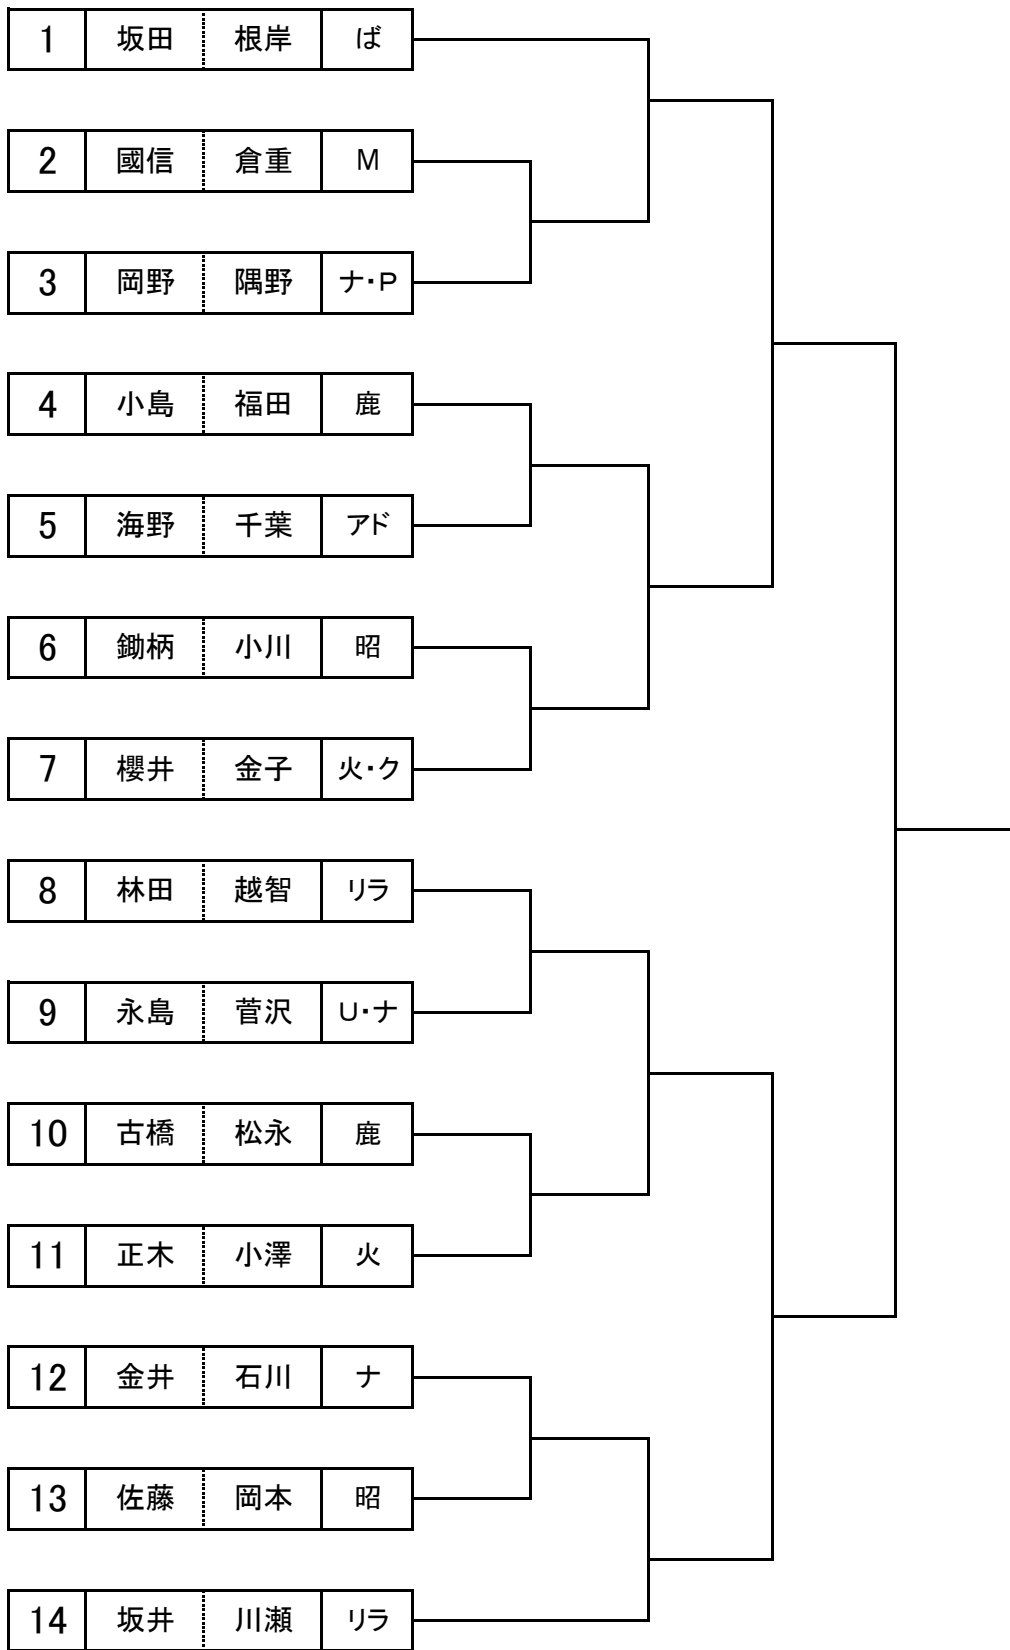 1 坂田 根岸 ば
2 國信 倉重 M
3 岡野 隅野 ナ・P
4 小島 福田 鹿
5 海野 千葉 アド
6 鋤柄 小川 昭
7 櫻井 金子 火・ク
8 林田 越智 リラ
9 永島 菅沢 U・ナ
10 古橋 松永 鹿
11 正木 小澤 火
12 金井 石川 ナ
13 佐藤 岡本 昭
14 坂井 川瀬 リラ